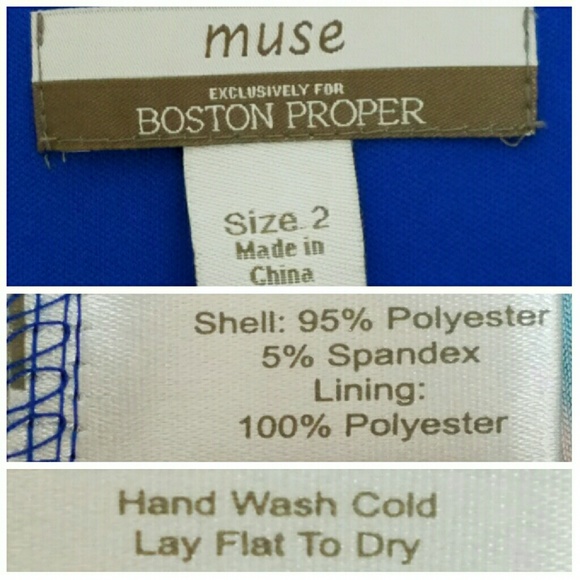 muse
EXCLUSIVELY FOR
BOSTON PROPER
Size 2
Made in
China
Shell: 95% Polyester
5% Spandex
Lining:
100% Polyester
Hand Wash Cold
Lay Flat To Dry